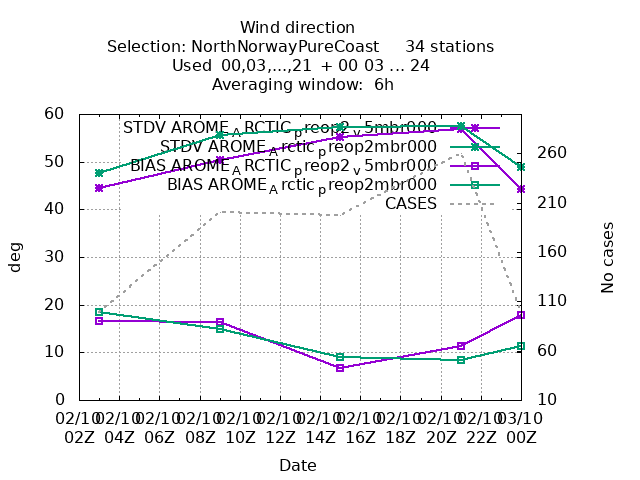 Wind direction
Selection: NorthNorwayPureCoast 34 stations
Used 00,03,...,21 + 00 03 ... 24
Averaging window: 6h
60
50
40
30
20
10
0
deg
STDV AROME_ARCTIC_preop2_v5mbr000
STDV AROME_Arctic_preop2mbr000
BIAS AROME_ARCTIC_preop2_v5mbr000
BIAS AROME_Arctic_preop2mbr000
CASES
260
210
160
110
60
10
No cases
02/10 02/10 02/10 02/10 02/10 02/10 02/10 02/10 02/10 02/10 02/10 03/10
02Z 04Z 06Z 08Z 10Z 12Z 14Z 16Z 18Z 20Z 22Z 00Z
Date